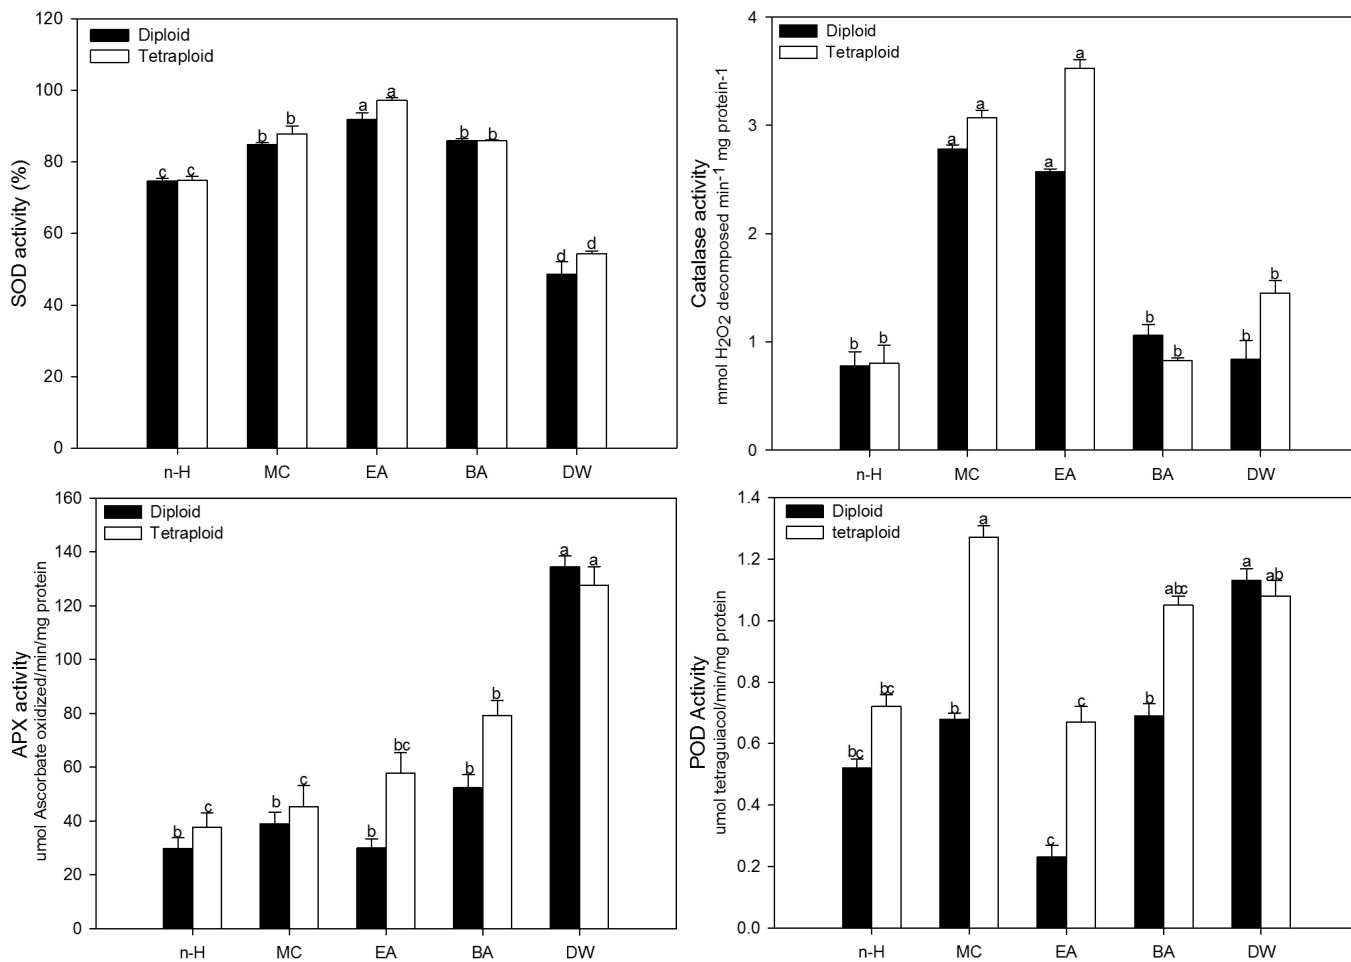 SOD activity (%)
120
100
80
60
40
20
0
Diploid
Tetraploid
c c b b a a b b d d
n-H MC EA BA DW
Catalase activity
mmol H2O2 decomposed min-1 mg protein-1
4
3
2
1
0
Diploid
Tetraploid
b b a a a a b b b b
n-H MC EA BA DW
APX activity
umol Ascorbate oxidized/min/mg protein
160
140
120
100
80
60
40
20
0
Diploid
Tetraploid
b c b c b bc b b a a
n-H MC EA BA DW
POD Activity
umol tetraguiacol/min/mg protein
1.4
1.2
1.0
0.8
0.6
0.4
0.2
0.0
Diploid
tetraploid
bc bc b a c c b abc a ab
n-H MC EA BA DW